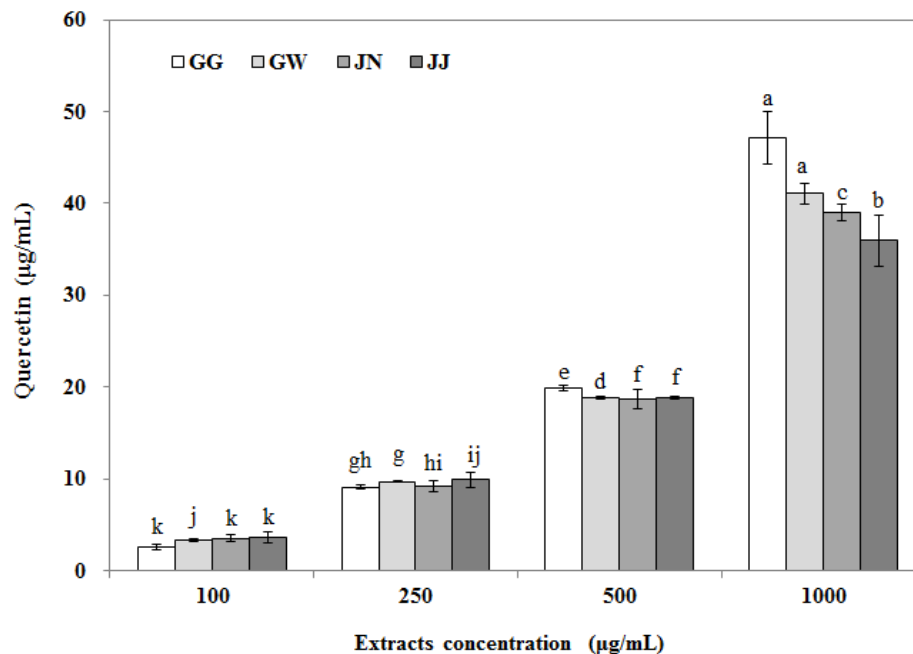 60
GG GW JN JJ
a
50
a
c
b
40
Quercetin (µg/mL)
30
e d f f
20
gh g hi ij
10
k j k k
0
100 250 500 1000
Extracts concentration (µg/mL)